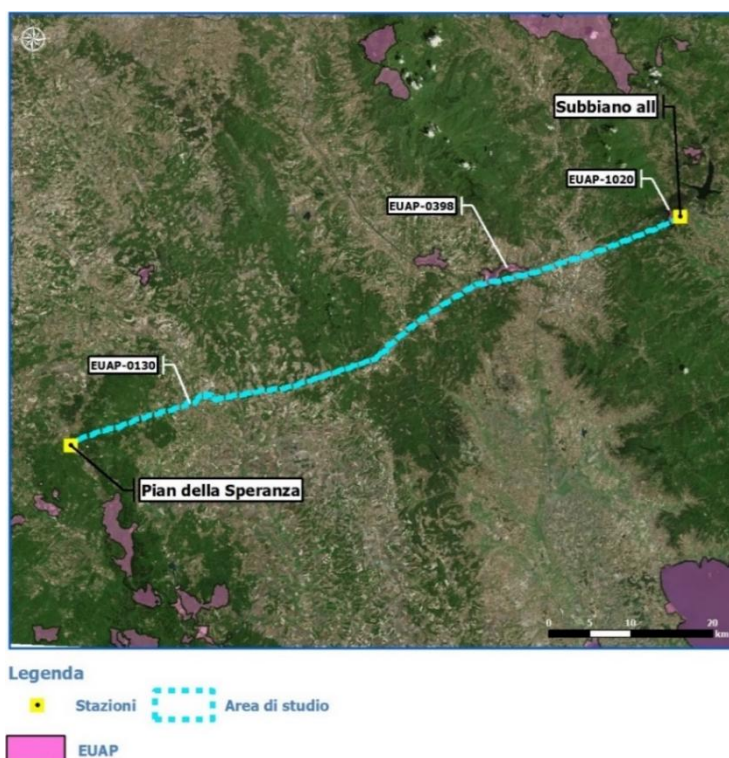 Subbiano all
EUAP-1020
EUAP-0398
EUAP-0130
Pian della Speranza
0 5 10 20
km
Legenda
Stazioni
Area di studio
EUAP